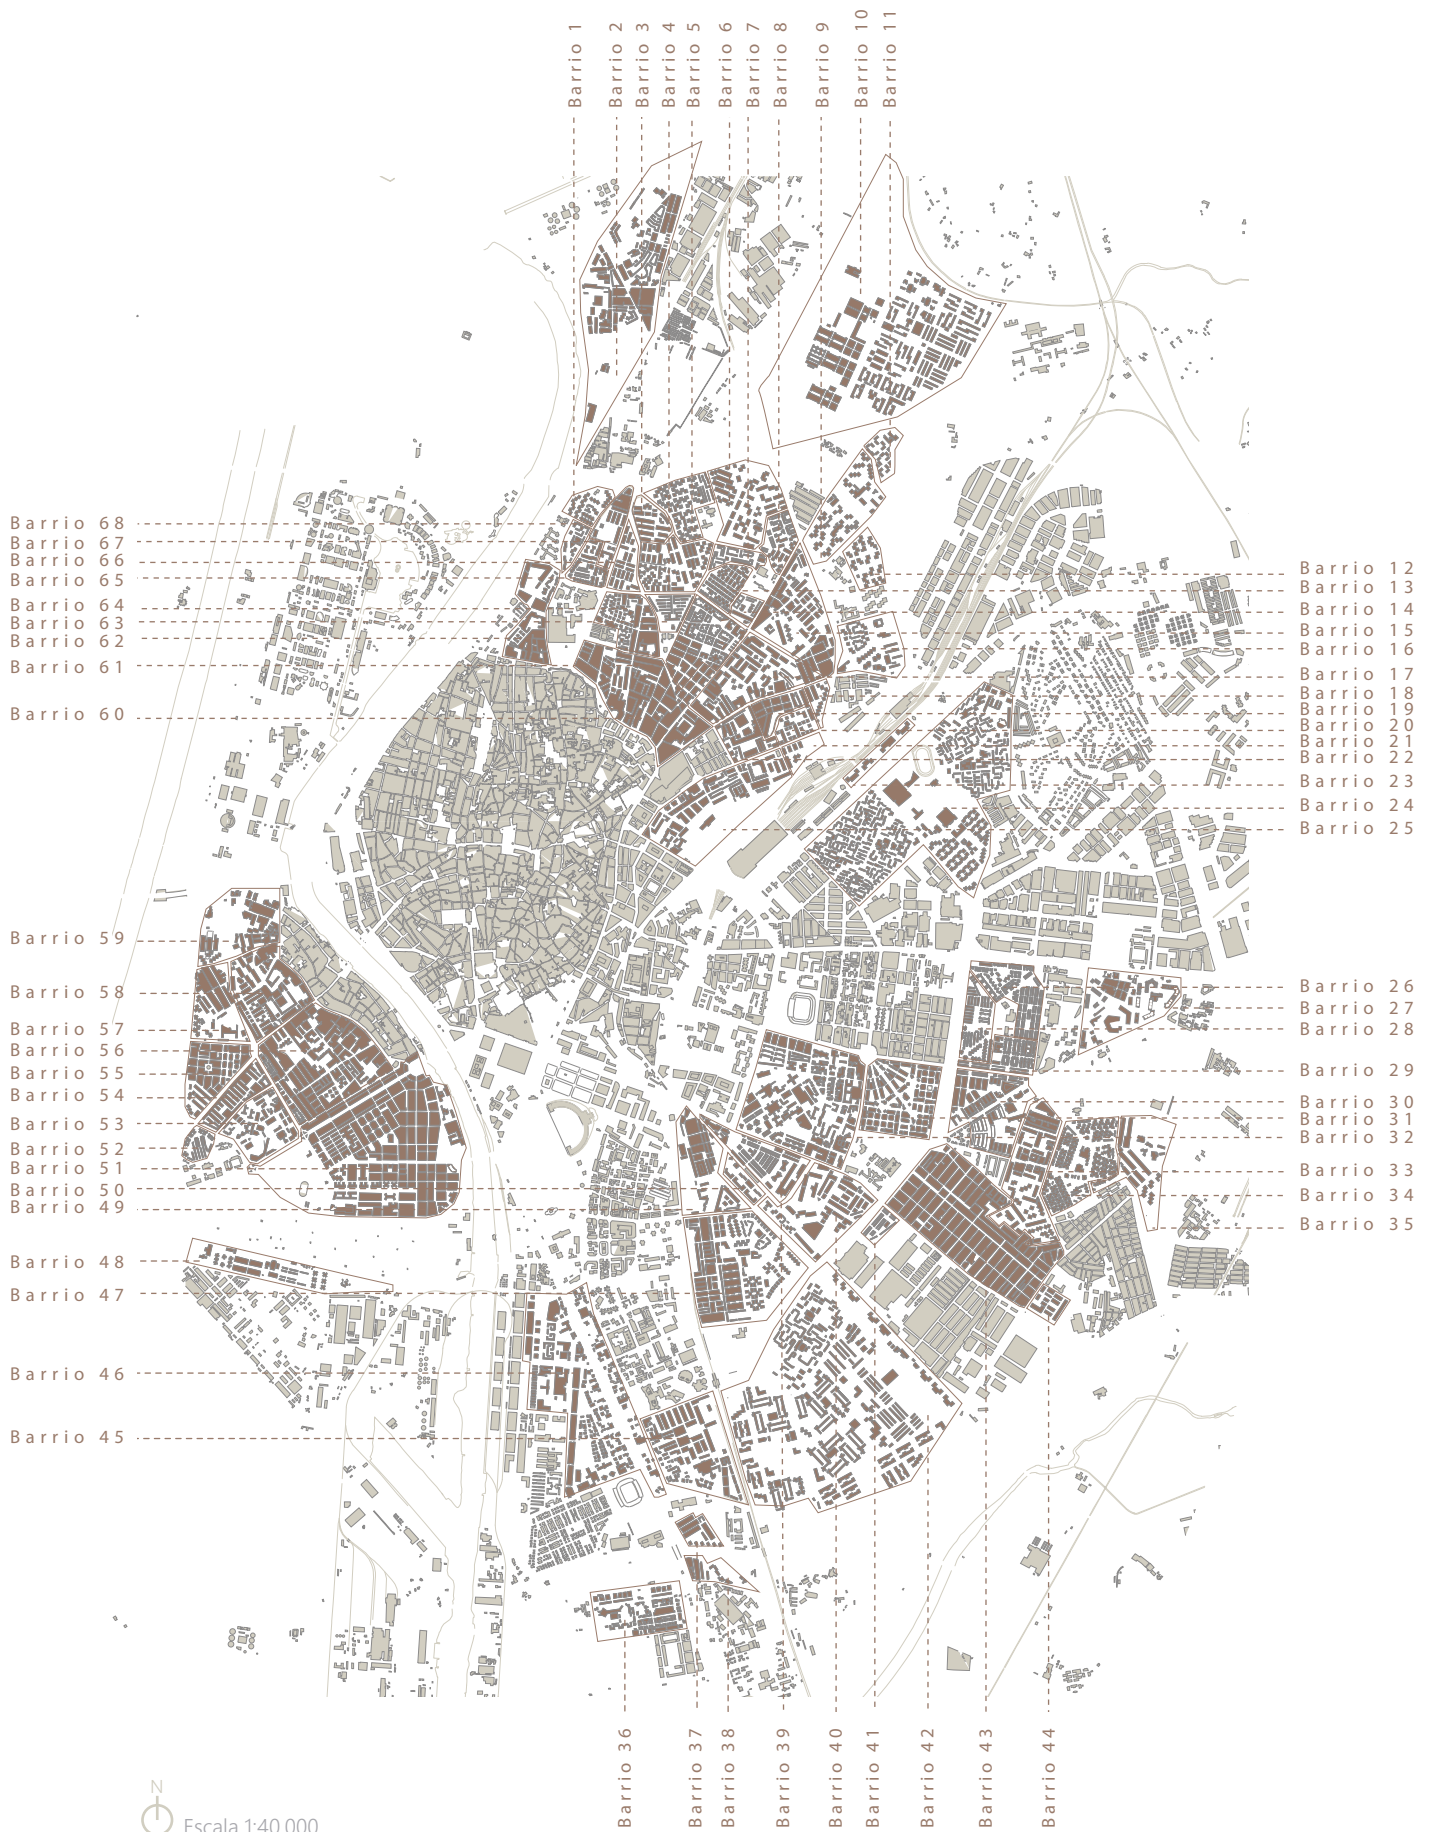 Barrio 1
Barrio 2
Barrio 3
Barrio 4
Barrio 5
Barrio 6
Barrio 7
Barrio 8
Barrio 9
Barrio 10
Barrio 11
Barrio 68
Barrio 67
Barrio 66
Barrio 65
Barrio 64
Barrio 63
Barrio 62
Barrio 61
Barrio 60
Barrio 59
Barrio 58
Barrio 57
Barrio 56
Barrio 55
Barrio 54
Barrio 53
Barrio 52
Barrio 51
Barrio 50
Barrio 49
Barrio 48
Barrio 47
Barrio 46
Barrio 45
Barrio 12
Barrio 13
Barrio 14
Barrio 15
Barrio 16
Barrio 17
Barrio 18
Barrio 19
Barrio 20
Barrio 21
Barrio 22
Barrio 23
Barrio 24
Barrio 25
Barrio 26
Barrio 27
Barrio 28
Barrio 29
Barrio 30
Barrio 31
Barrio 32
Barrio 33
Barrio 34
Barrio 35
Barrio 36
Barrio 37
Barrio 38
Barrio 39
Barrio 40
Barrio 41
Barrio 42
Barrio 43
Barrio 44
N
Escala 1:40.000